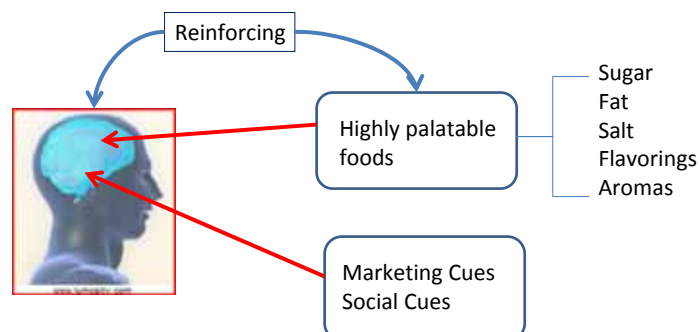 Reinforcing
Highly palatable
foods
Sugar
Fat
Salt
Flavorings
Aromas
Marketing Cues
Social Cues